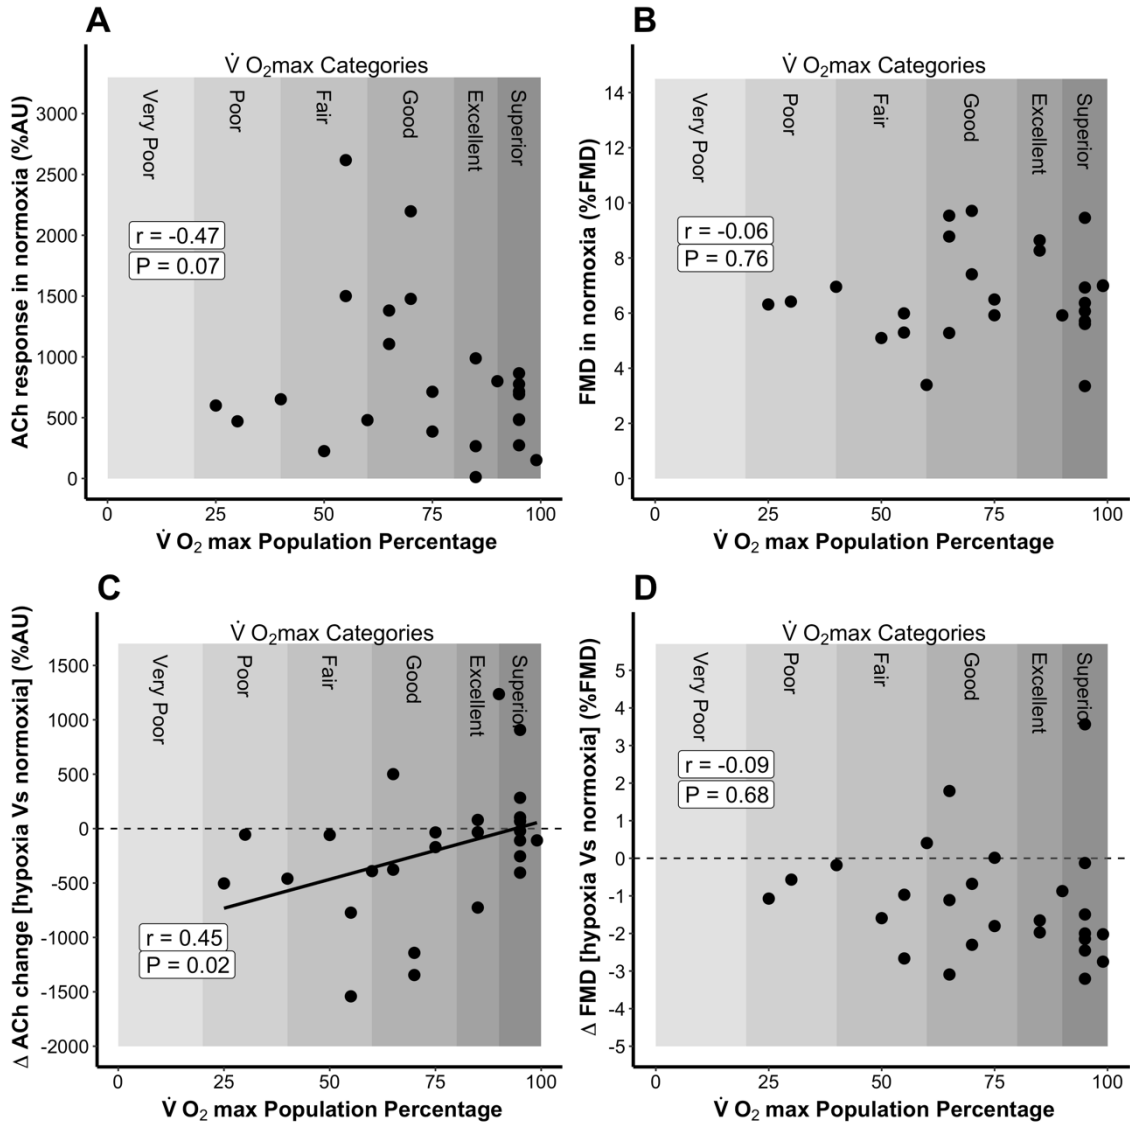 A
V̇ O₂max Categories
Very Poor
Poor
Fair
Good
Excellent
Superior
ACh response in normoxia (%AU)
3000
2500
2000
1500
1000
500
0
r = -0.47
P = 0.07
0 25 50 75 100
V̇ O₂ max Population Percentage
B
V̇ O₂max Categories
Very Poor
Poor
Fair
Good
Excellent
Superior
FMD in normoxia (%FMD)
14
12
10
8
6
4
2
0
r = -0.06
P = 0.76
0 25 50 75 100
V̇ O₂ max Population Percentage
C
V̇ O₂max Categories
Very Poor
Poor
Fair
Good
Excellent
Superior
Δ ACh change [hypoxia Vs normoxia] (%AU)
1500
1000
500
0
-500
-1000
-1500
-2000
r = 0.45
P = 0.02
0 25 50 75 100
V̇ O₂ max Population Percentage
D
V̇ O₂max Categories
Very Poor
Poor
Fair
Good
Excellent
Superior
Δ FMD [hypoxia Vs normoxia] (%FMD)
5
4
3
2
1
0
-1
-2
-3
-4
-5
r = -0.09
P = 0.68
0 25 50 75 100
V̇ O₂ max Population Percentage